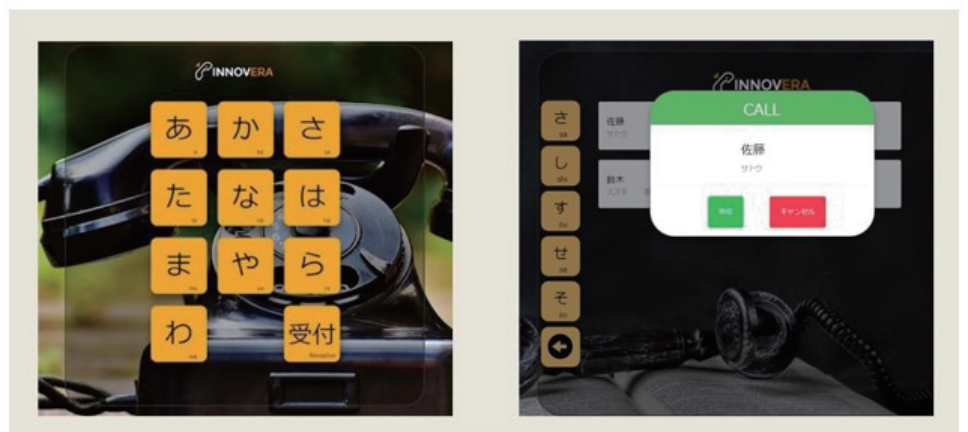 INNOVERA
あ
か
さ
sa
た
な
は
ま
や
ら
わ
受付
Reception
INNOVERA
さ
sa
し
shi
す
su
せ
se
そ
so
佐藤
サトウ
鈴木
スズキ
CALL
佐藤
サトウ
キャンセル